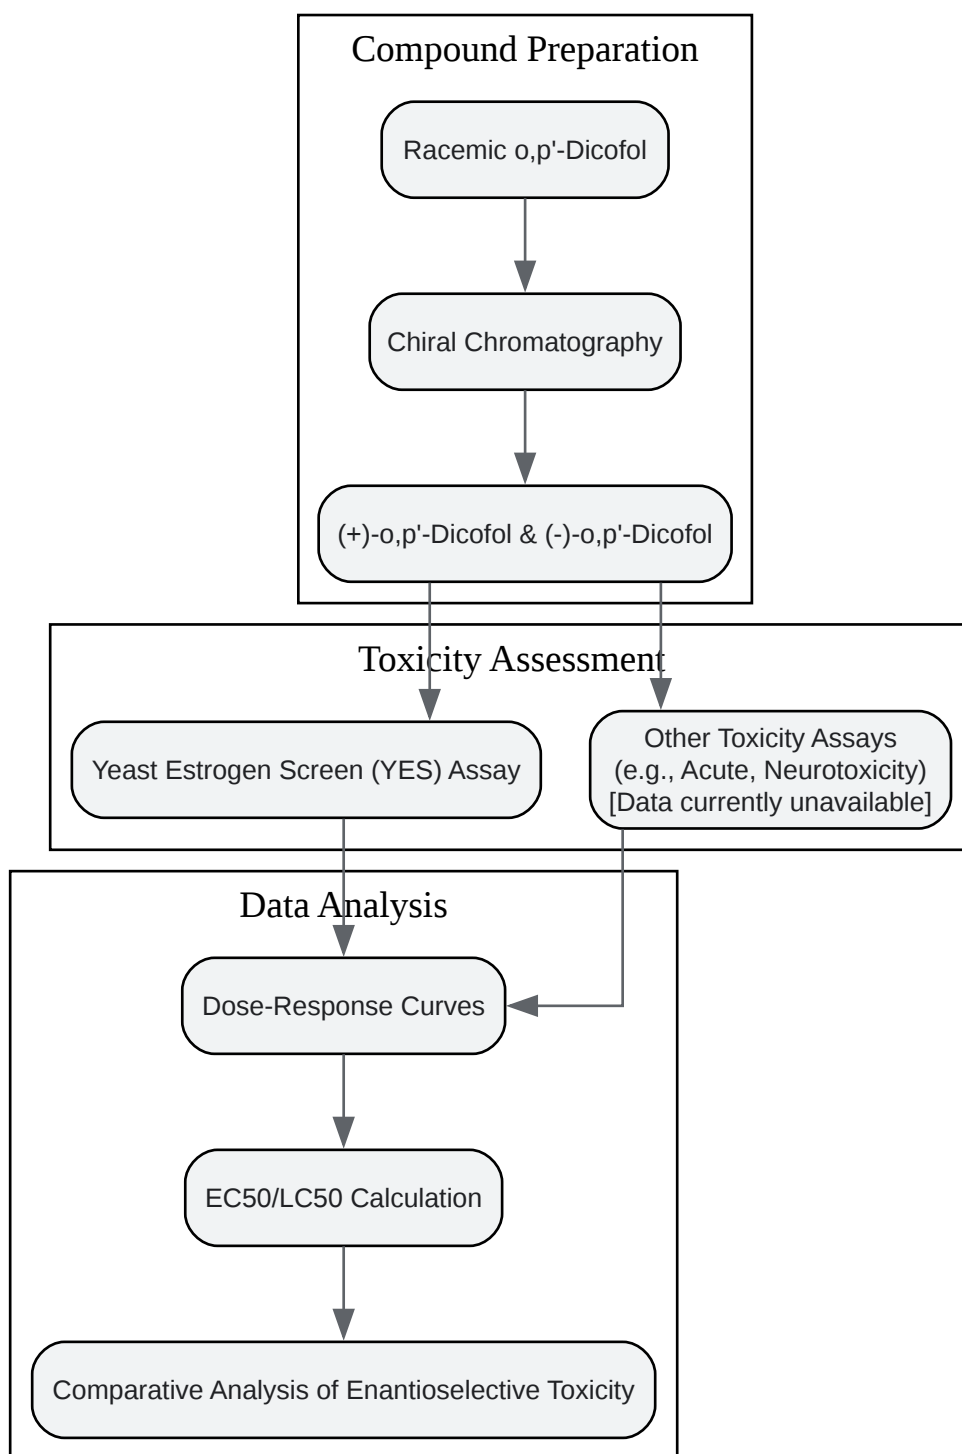 Compound Preparation
Racemic o,p'-Dicofol
Chiral Chromatography
(+)-o,p'-Dicofol & (-)-o,p'-Dicofol
Toxicity Assessment
Yeast Estrogen Screen (YES) Assay
Other Toxicity Assays
(e.g., Acute, Neurotoxicity)
[Data currently unavailable]
Data Analysis
Dose-Response Curves
EC50/LC50 Calculation
Comparative Analysis of Enantioselective Toxicity